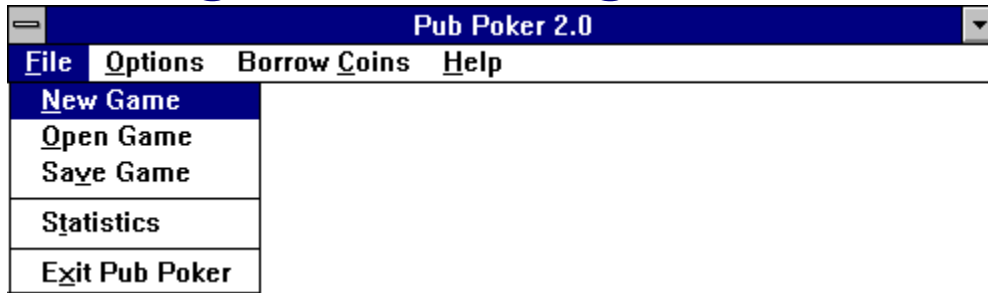 Pub Poker 2.0
File Options Borrow Coins Help
New Game
Open Game
Save Game
Statistics
Exit Pub Poker